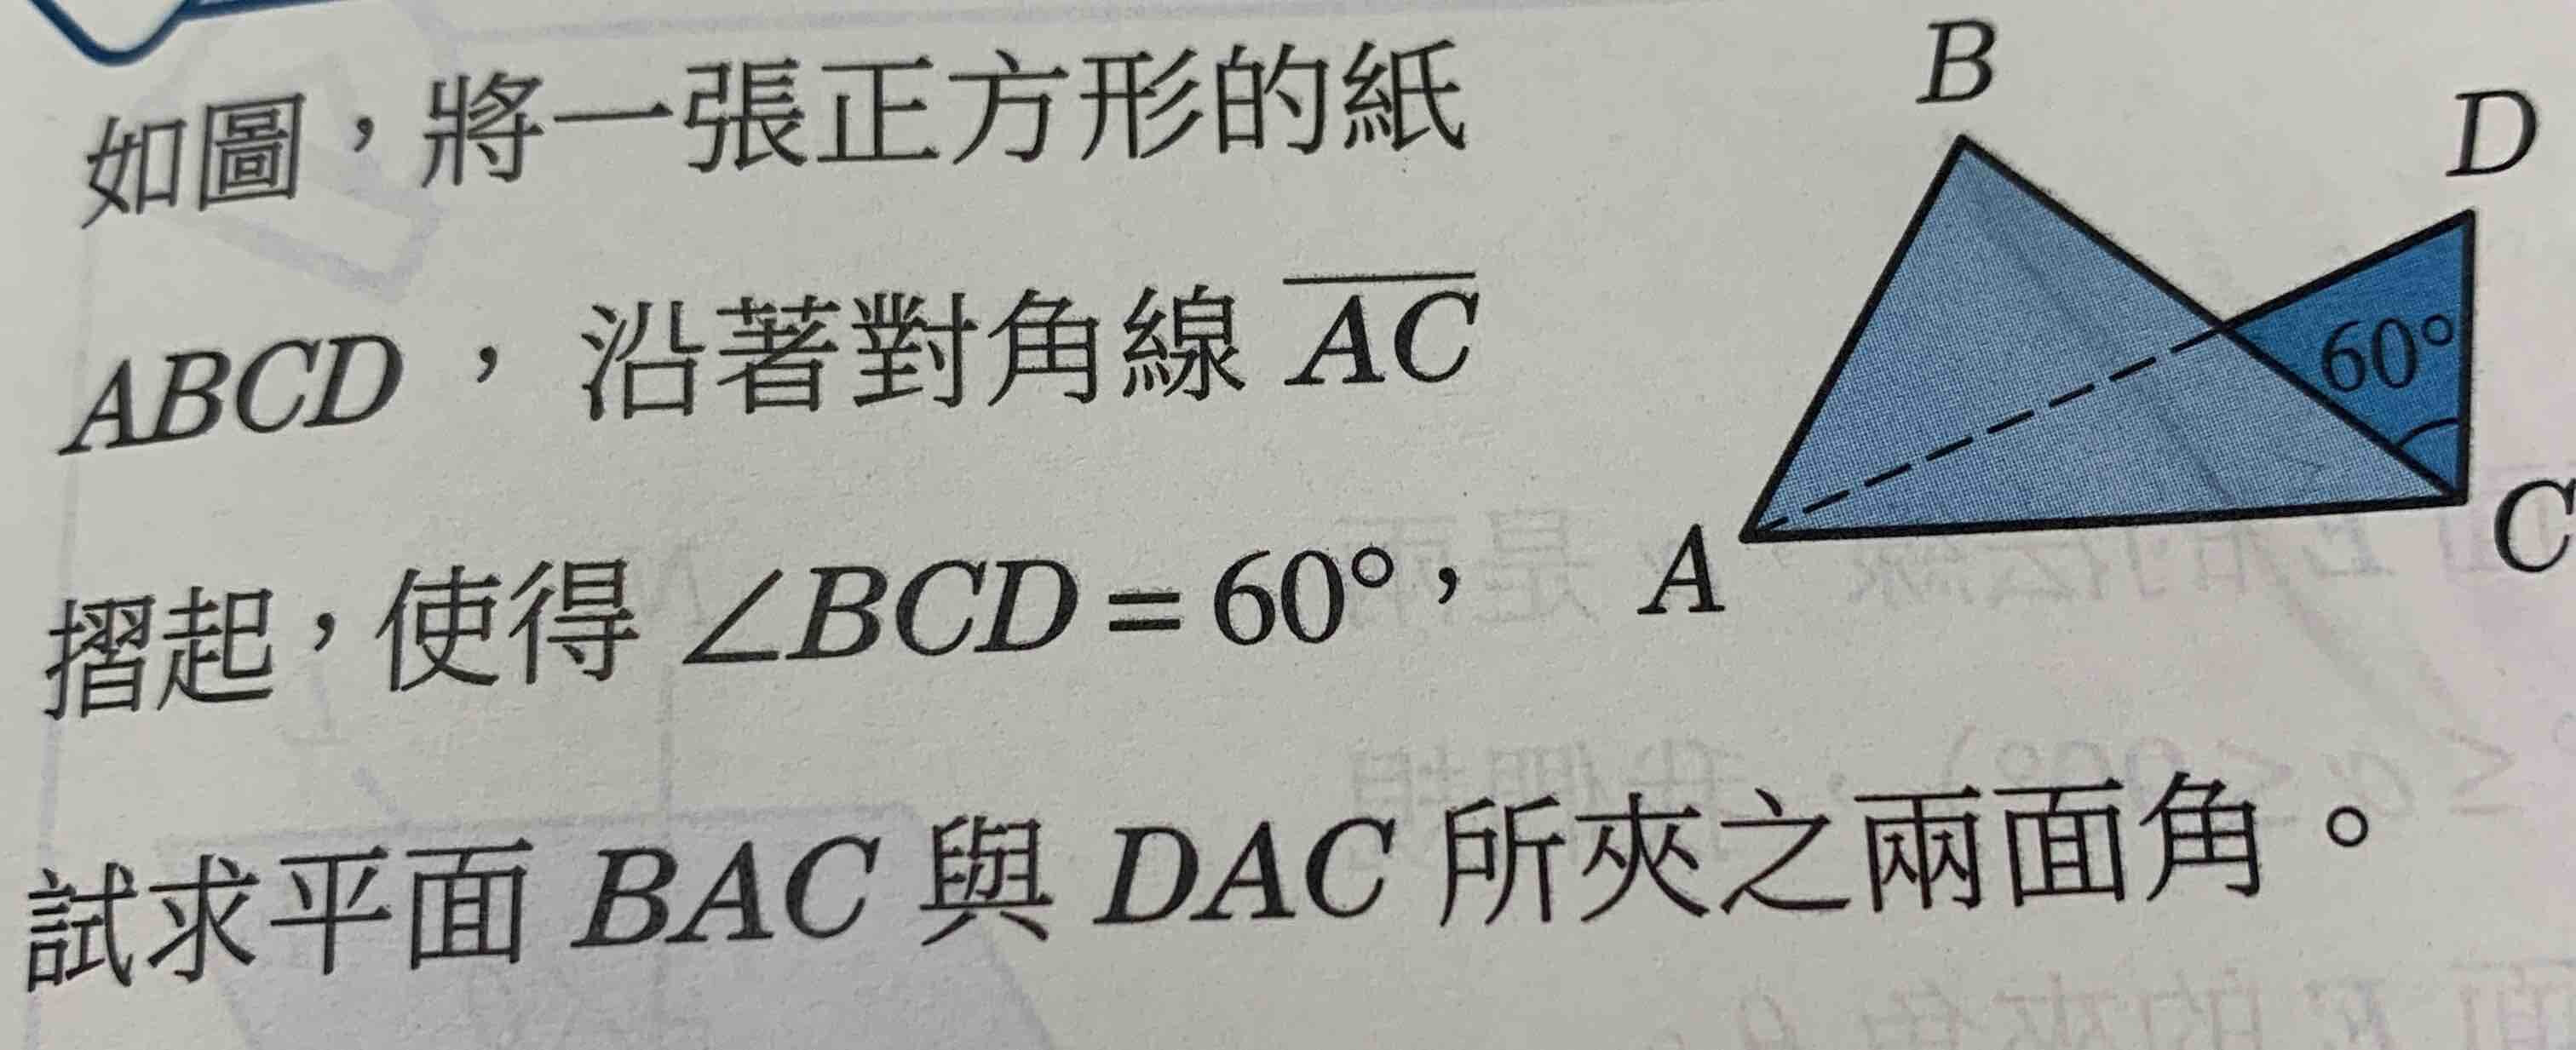 如圖，將一張正方形的紙
ABCD，沿著對角線 AC
摺起，使得 ∠BCD = 60°，
試求平面 BAC 與 DAC 所夾之兩面角。
B
D
60°
A
C